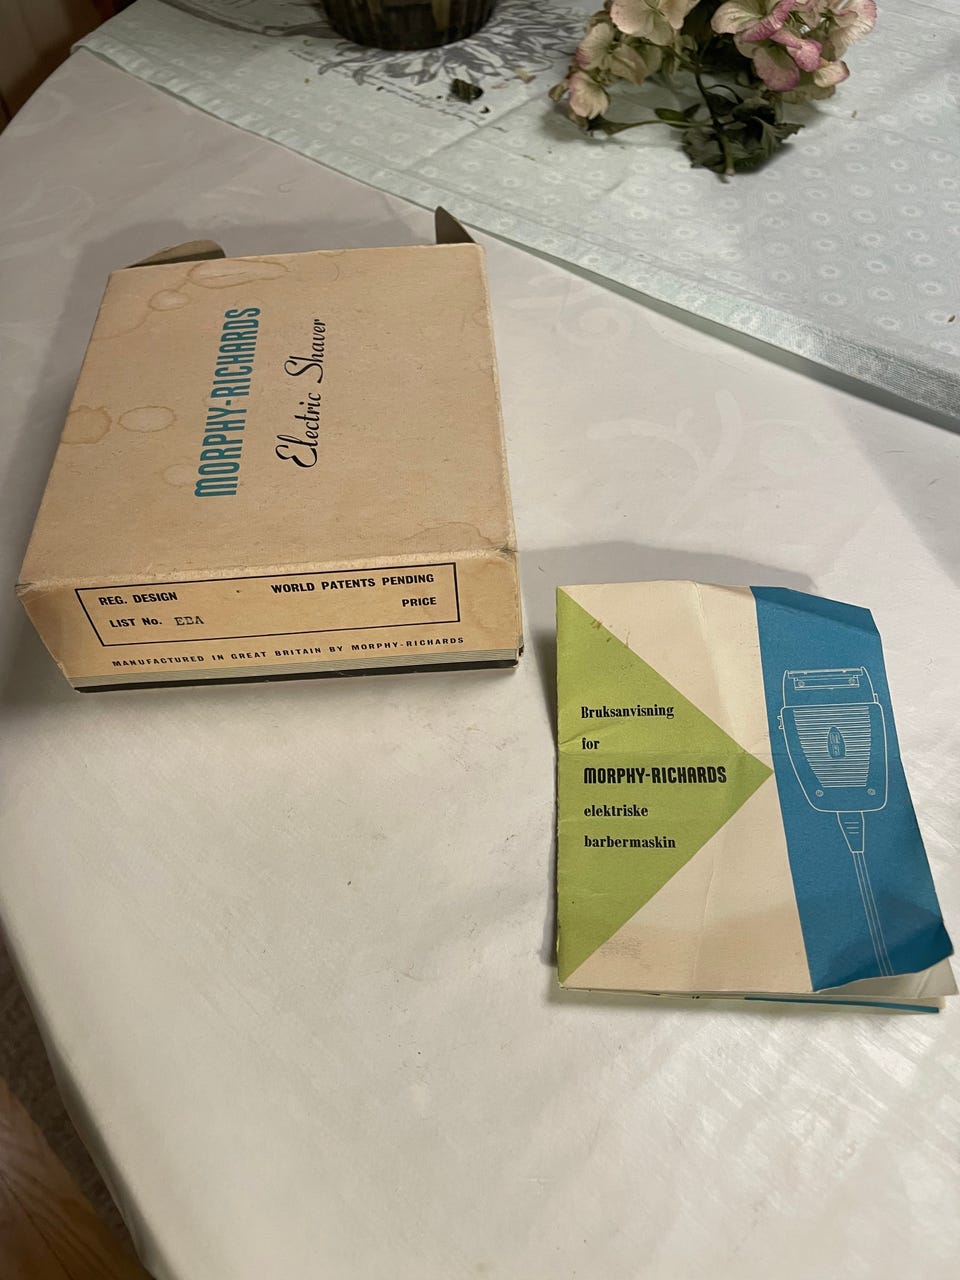 MORPHY-RICHARDS
Electric Shaver
REG. DESIGN
WORLD PATENTS PENDING
LIST No. EBA
PRICE
MANUFACTURED IN GREAT BRITAIN BY MORPHY-RICHARDS
Bruksanvisning
for
MORPHY-RICHARDS
elektriske
barbermaskin